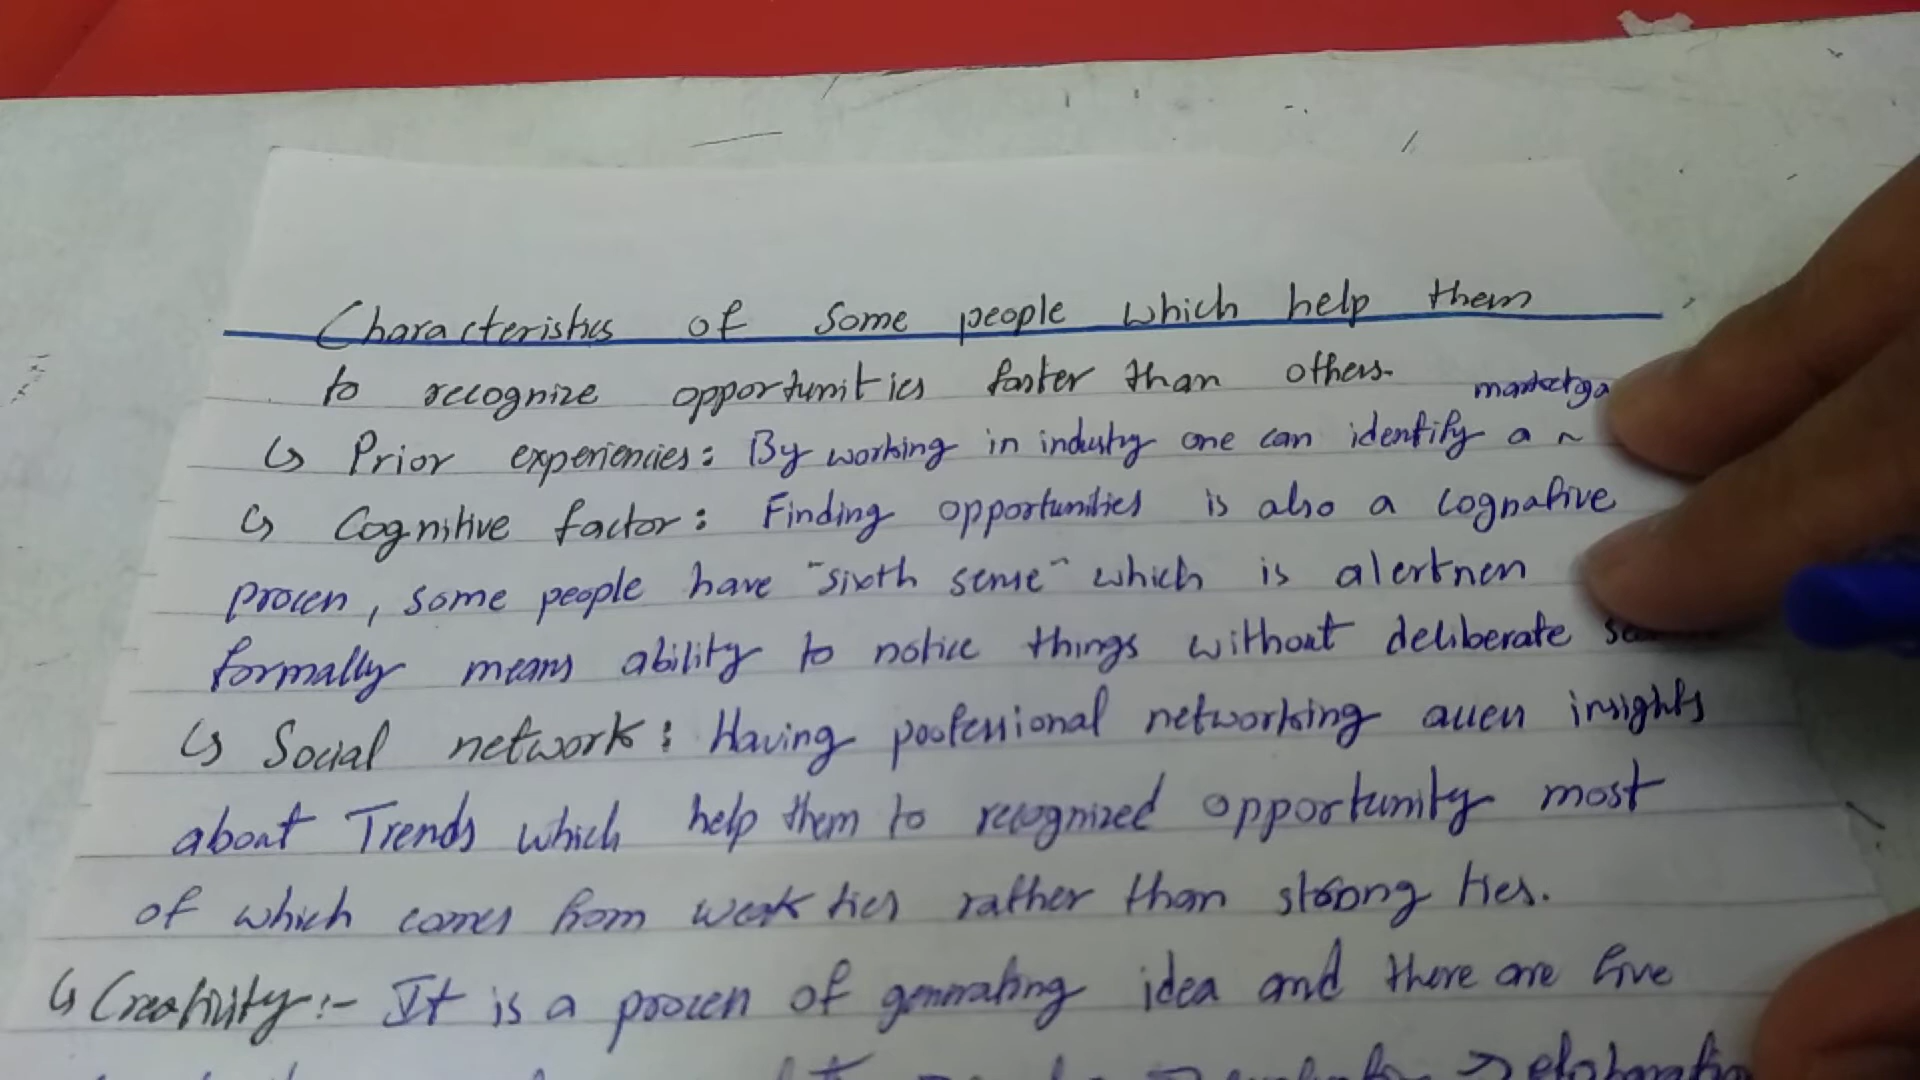 Characteristics of Some people which help them
to recognize opportunities faster than others.
marketga
↳ Prior experiencies: By working in industry one can identify a ~
↳ Cognitive factor: Finding opportunities is also a cognative
process, some people have "sixth sense" which is alertness
formally means ability to notice things without deliberate
↳ Social network: Having professional networking access insights
about Trends which help them to recognized opportunity most
of which comes from weak ties rather than strong ties.
↳ Creativity:- It is a process of generating idea and there are five
→ elaboration